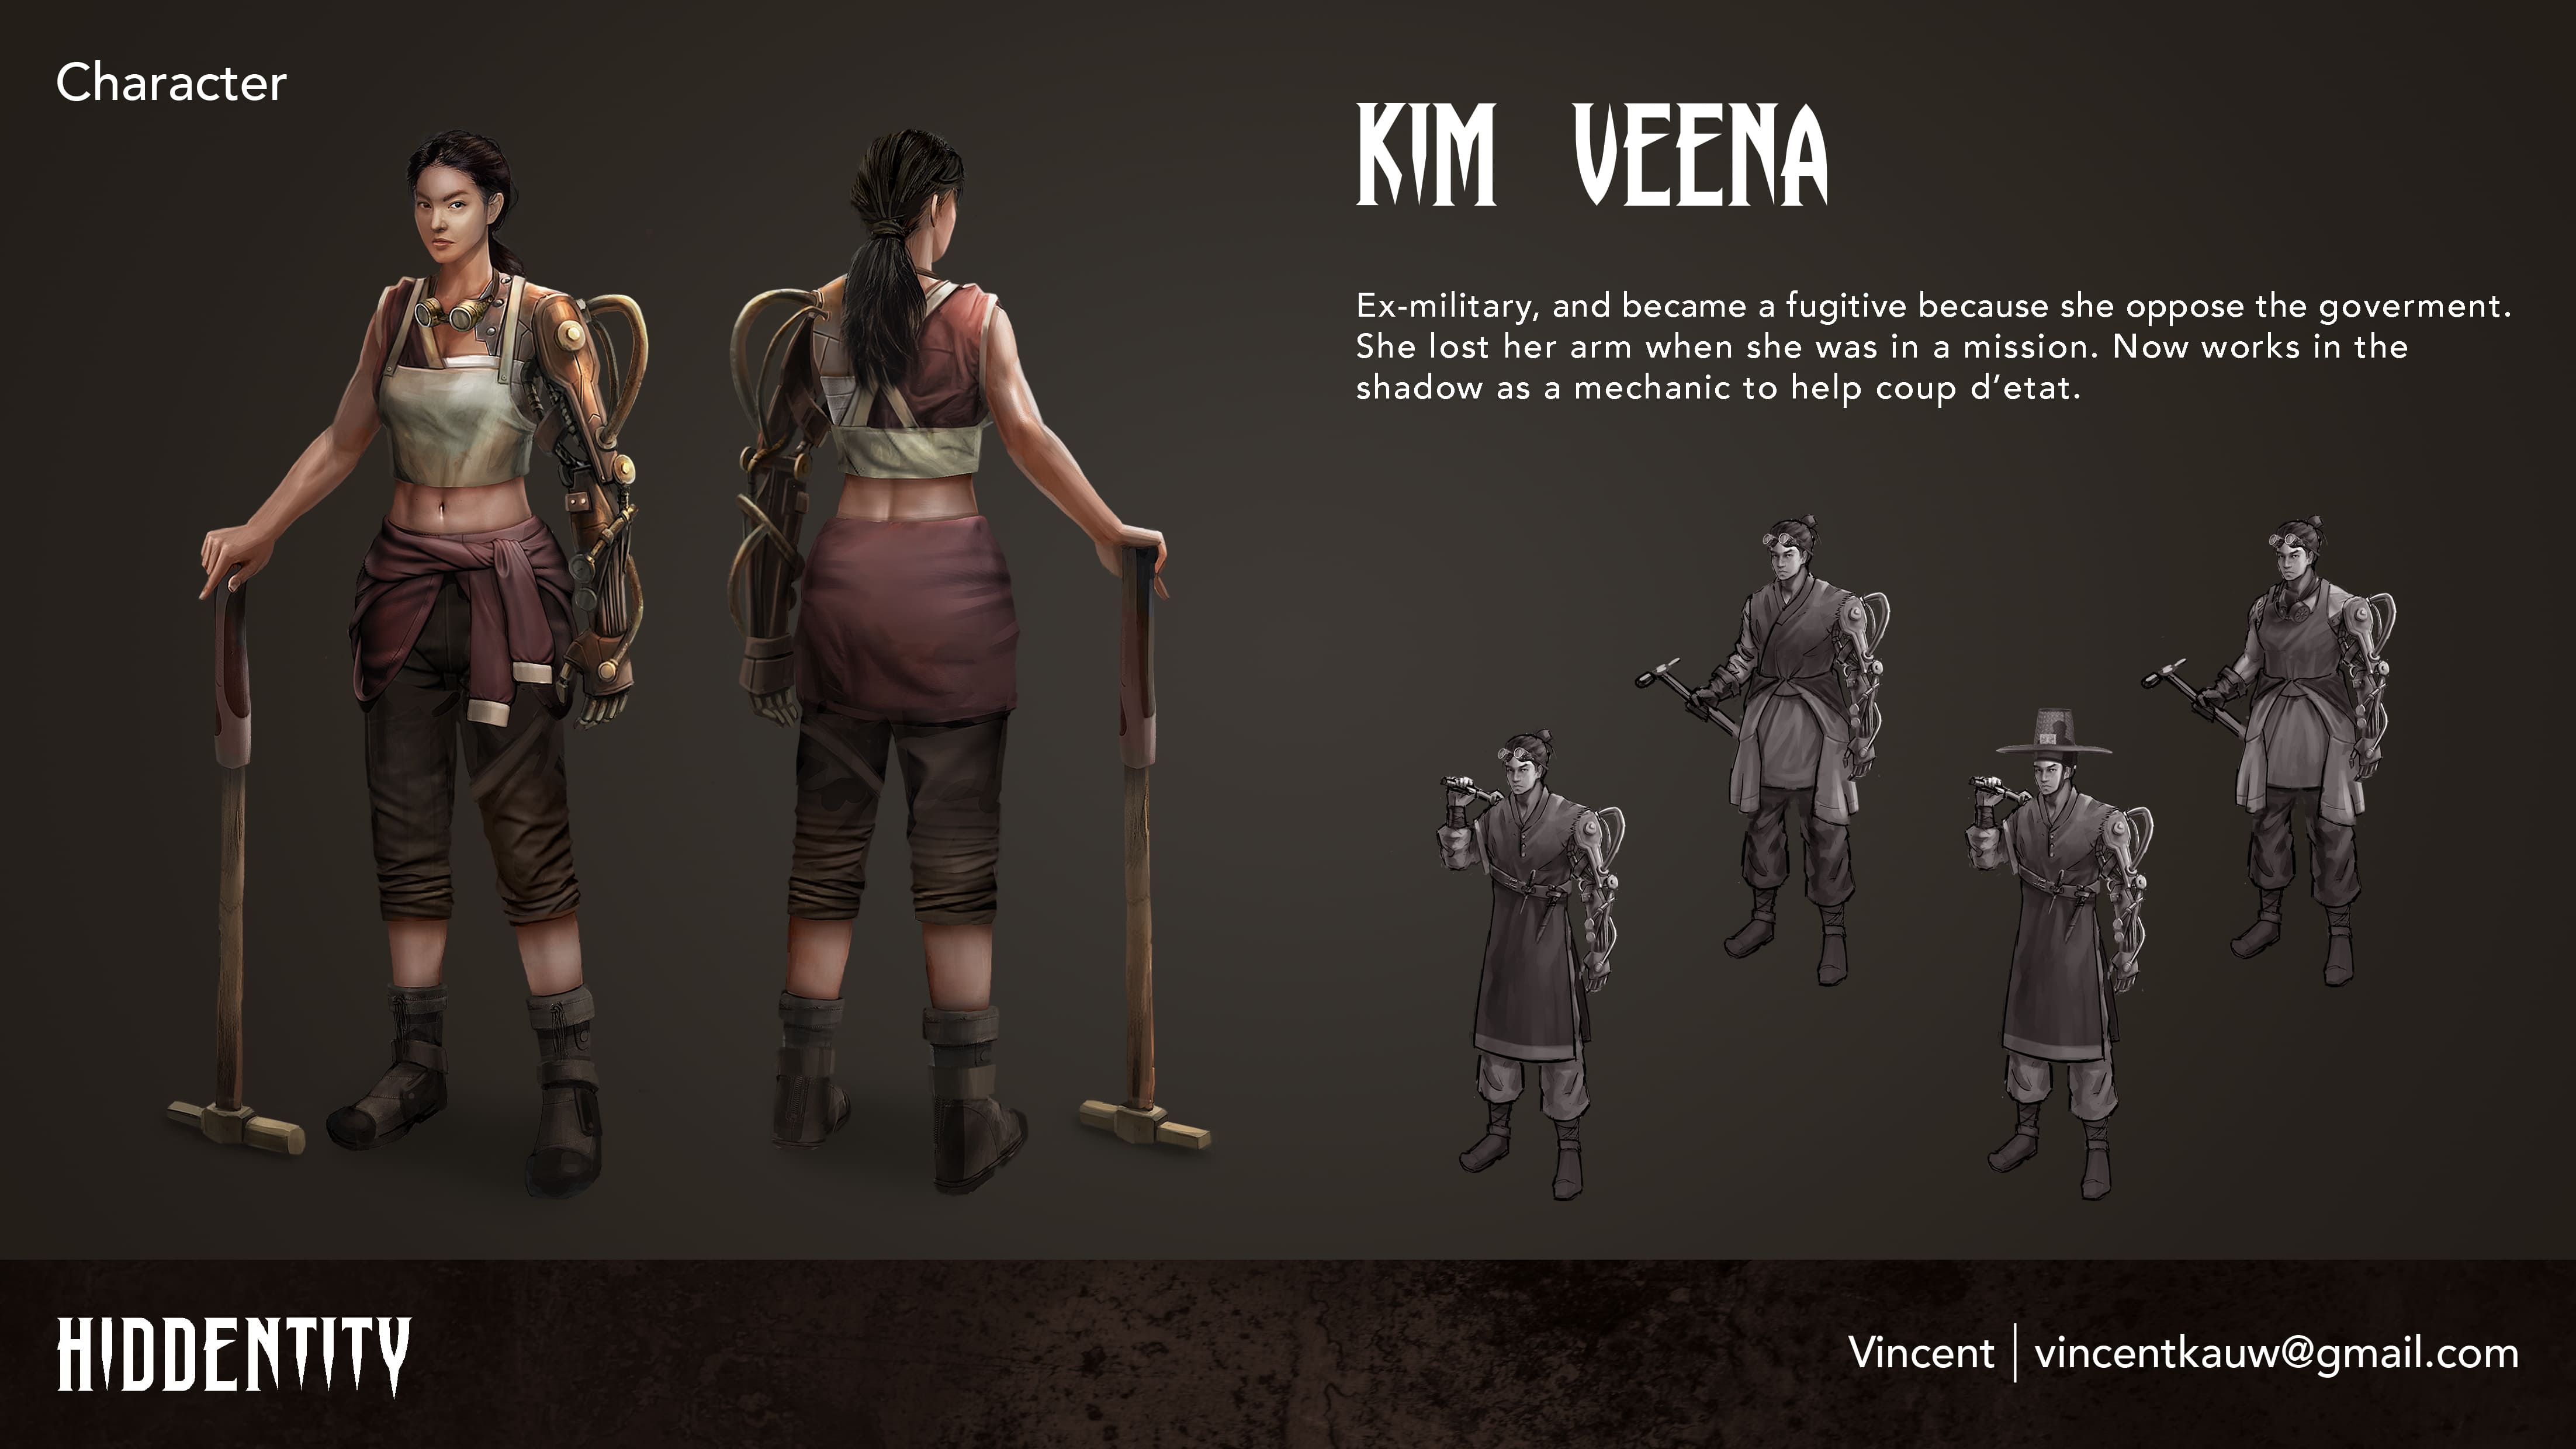 Character
KIM VEENA
Ex-military, and became a fugitive because she oppose the goverment.
She lost her arm when she was in a mission. Now works in the
shadow as a mechanic to help coup d’etat.
HIDDENTITY
Vincent | vincentkauw@gmail.com